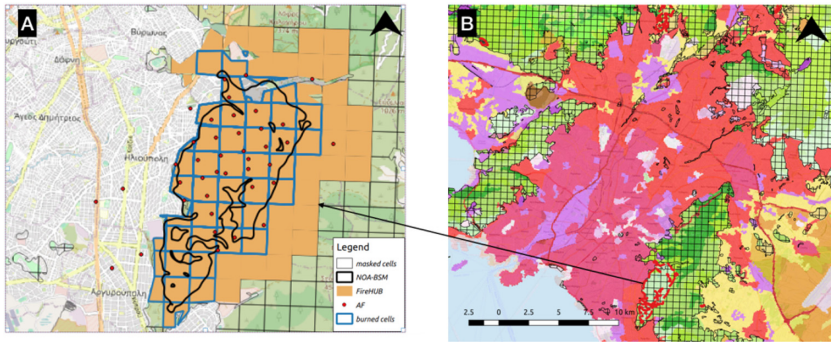 A
Βύρωνας
Δάφνη
Άγιος Δημήτριος
Ηλιούπολη
Αργυρούπολη
Legend
masked cells
NOA-BSM
FireHUB
AF
burned cells
B
2.5 0 2.5 5 7.5 10 km